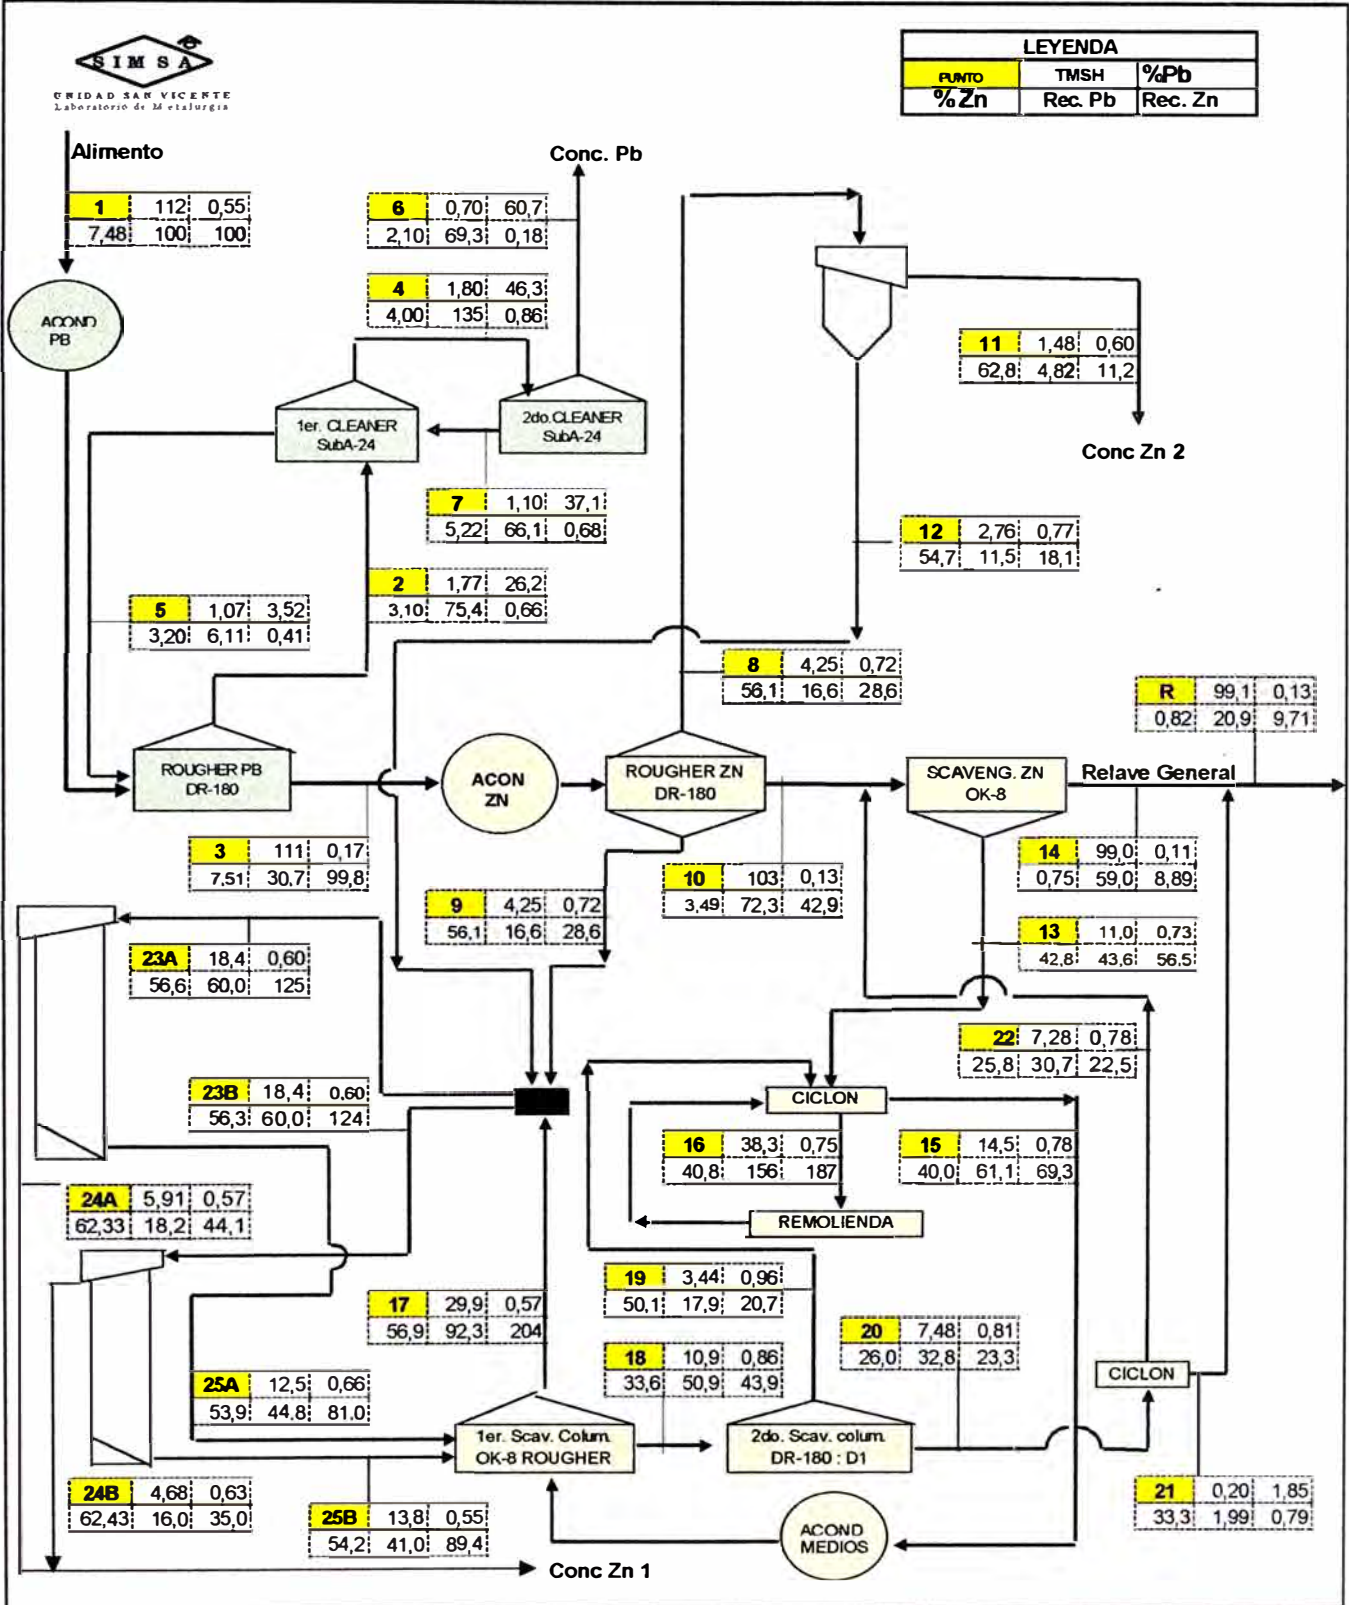 SIMSA
UNIDAD SAN VICENTE
Laboratorio de Metalurgia
LEYENDA
PUNTO TMSH %Pb
%Zn Rec. Pb Rec. Zn
Alimento
1 112 0,55
7,48 100 100
Conc. Pb
6 0,70 60,7
2,10 69,3 0,18
4 1,80 46,3
4,00 135 0,86
ACOND
PB
11 1,48 0,60
62,8 4,82 11,2
Conc Zn 2
1er. CLEANER
SubA-24
2do. CLEANER
SubA-24
7 1,10 37,1
5,22 66,1 0,68
12 2,76 0,77
54,7 11,5 18,1
2 1,77 26,2
3,10 75,4 0,66
5 1,07 3,52
3,20 6,11 0,41
8 4,25 0,72
56,1 16,6 28,6
R 99,1 0,13
0,82 20,9 9,71
ROUGHER PB
DR-180
ACON
ZN
ROUGHER ZN
DR-180
SCAVENG. ZN
OK-8
Relave General
3 111 0,17
7,51 30,7 99,8
10 103 0,13
3,49 72,3 42,9
14 99,0 0,11
0,75 59,0 8,89
9 4,25 0,72
56,1 16,6 28,6
13 11,0 0,73
42,8 43,6 56,5
23A 18,4 0,60
56,6 60,0 125
22 7,28 0,78
25,8 30,7 22,5
23B 18,4 0,60
56,3 60,0 124
CICLON
16 38,3 0,75
40,8 156 187
15 14,5 0,78
40,0 61,1 69,3
24A 5,91 0,57
62,33 18,2 44,1
REMOLIENDA
19 3,44 0,96
50,1 17,9 20,7
17 29,9 0,57
56,9 92,3 204
20 7,48 0,81
26,0 32,8 23,3
18 10,9 0,86
33,6 50,9 43,9
CICLON
25A 12,5 0,66
53,9 44.8 81.0
1er. Scav. Colum.
OK-8 ROUGHER
2do. Scav. colum.
DR-180 : D1
24B 4,68 0,63
62,43 16,0 35,0
25B 13,8 0,55
54,2 41,0 89,4
21 0,20 1,85
33,3 1,99 0,79
ACOND
MEDIOS
Conc Zn 1